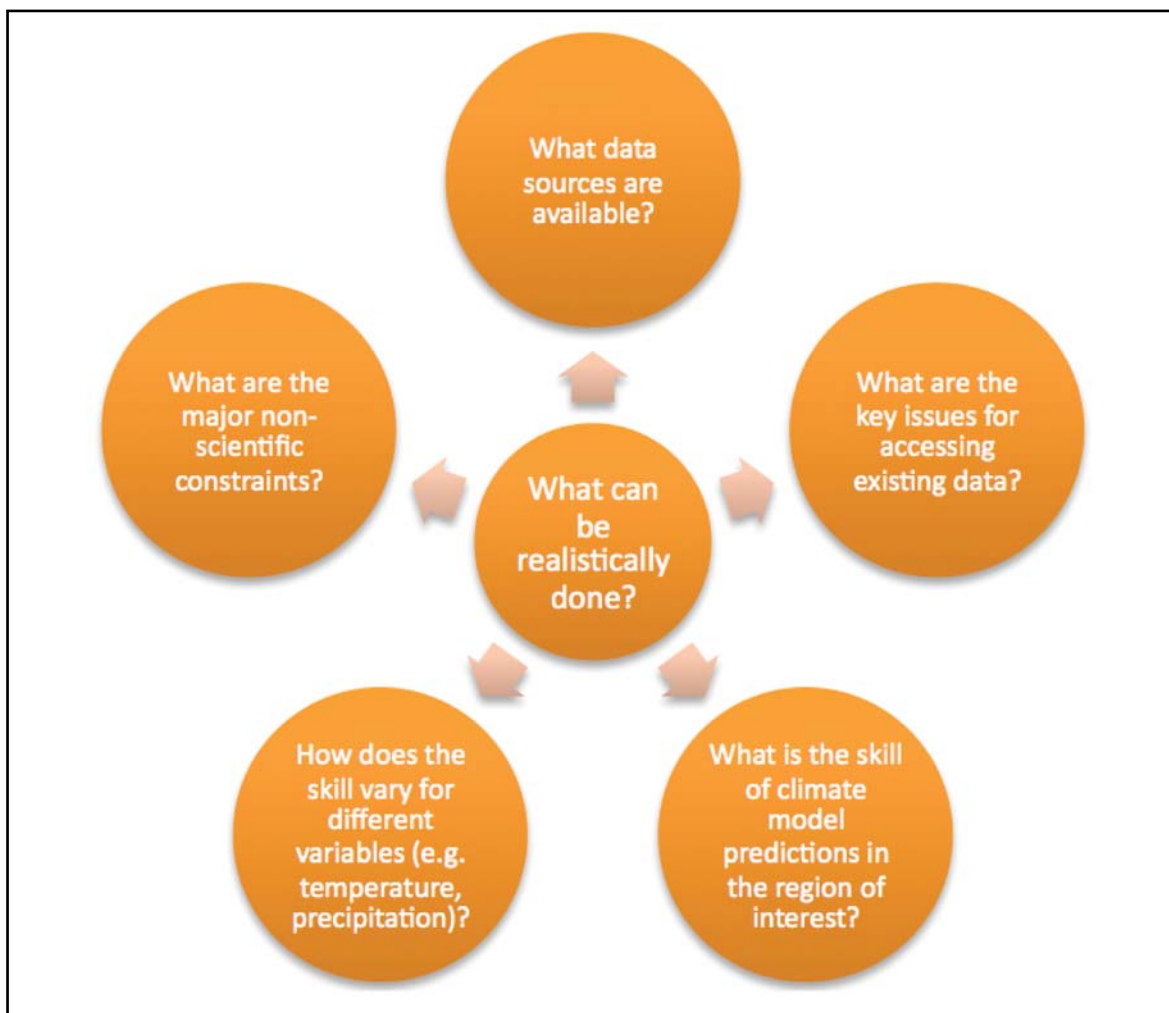 What data
sources are
available?
What are the
major non-
scientific
constraints?
What are the
key issues for
accessing
existing data?
What can
be
realistically
done?
How does the
skill vary for
different
variables (e.g.
temperature,
precipitation)?
What is the skill
of climate
model
predictions in
the region of
interest?